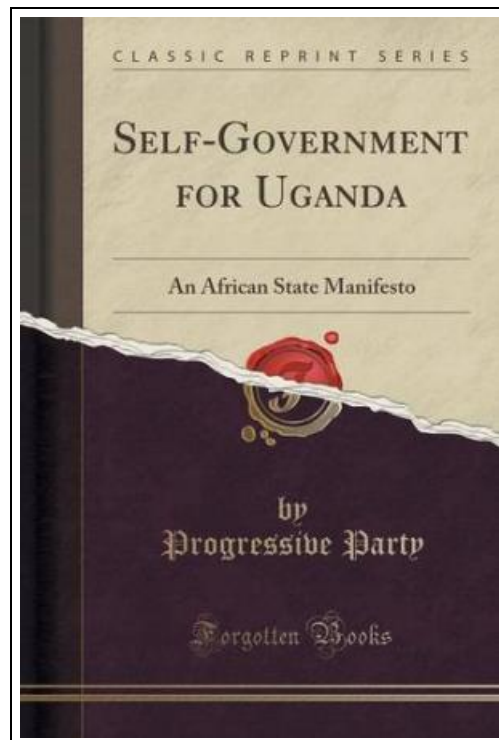 CLASSIC REPRINT SERIES
SELF-GOVERNMENT
FOR UGANDA
An African State Manifesto
by
Progressive Party
Forgotten Books